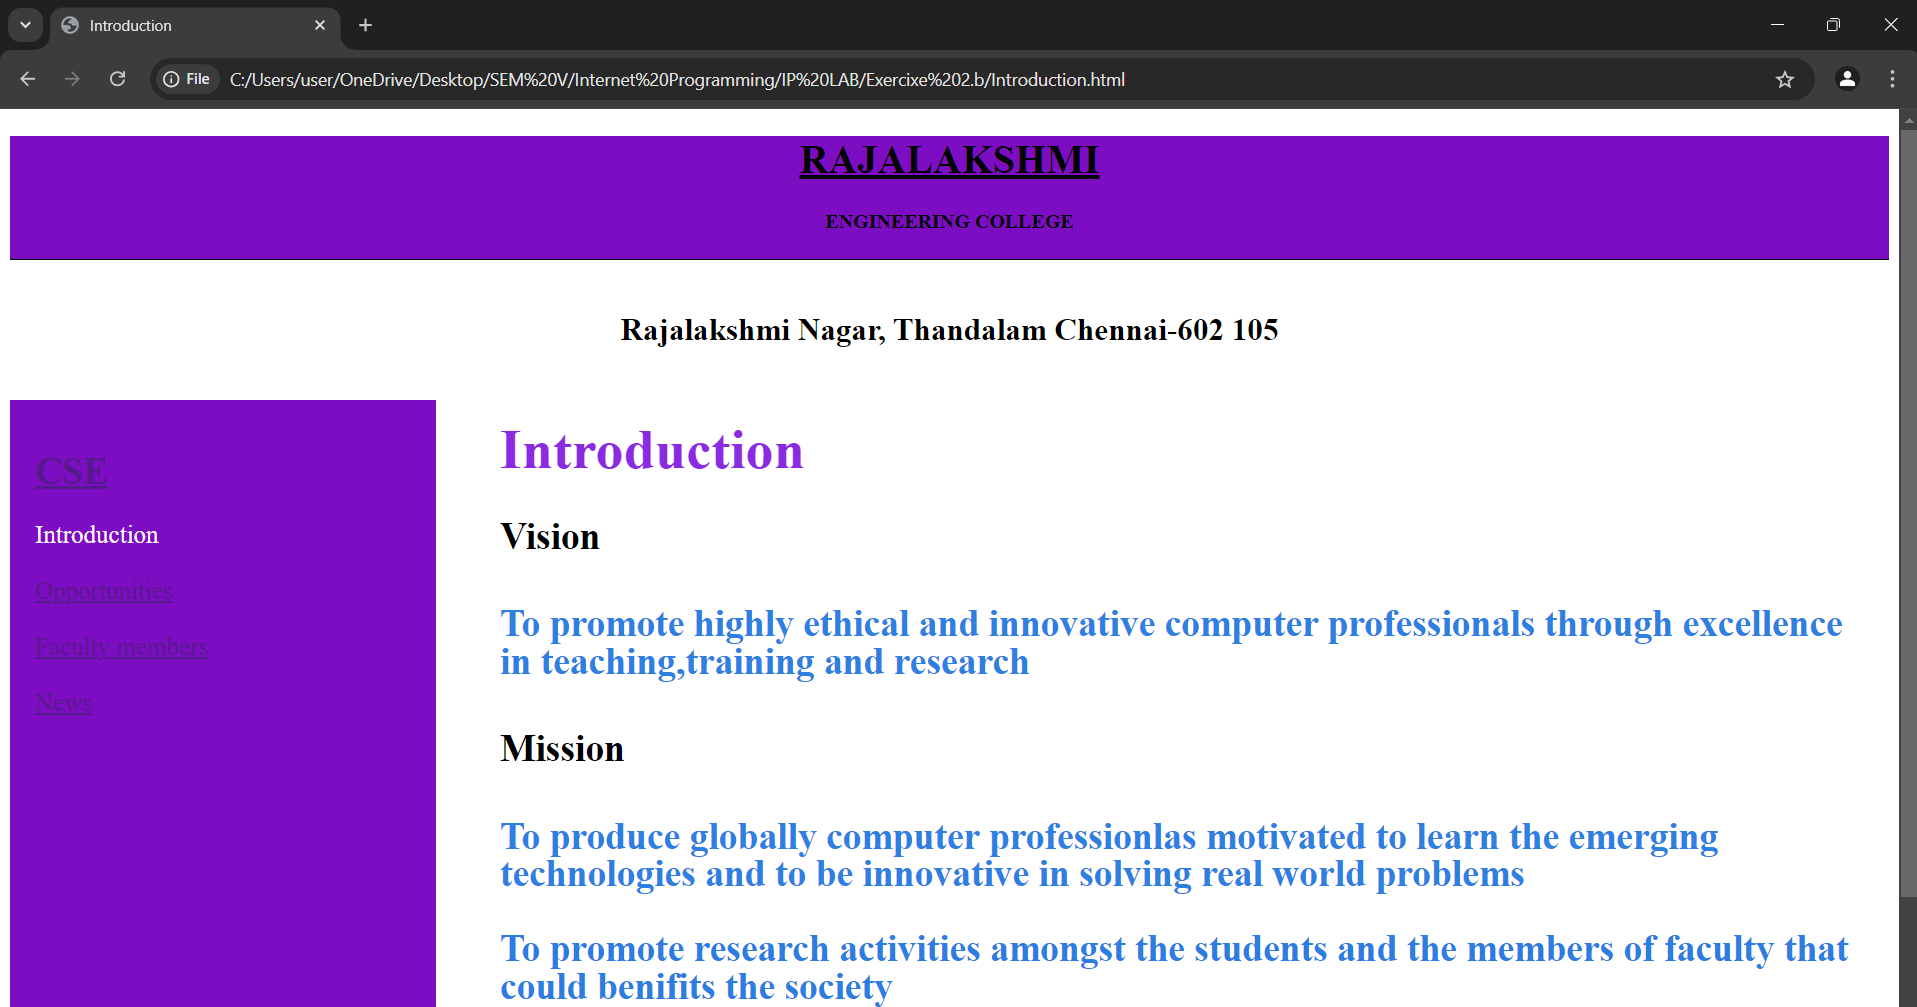 Introduction
File
C:/Users/user/OneDrive/Desktop/SEM%20V/Internet%20Programming/IP%20LAB/Exercixe%202.b/Introduction.html
RAJALAKSHMI
ENGINEERING COLLEGE
Rajalakshmi Nagar, Thandalam Chennai-602 105
CSE
Introduction
Opportunities
Faculty members
News
Introduction
Vision
To promote highly ethical and innovative computer professionals through excellence
in teaching,training and research
Mission
To produce globally computer professionlas motivated to learn the emerging
technologies and to be innovative in solving real world problems
To promote research activities amongst the students and the members of faculty that
could benifits the society